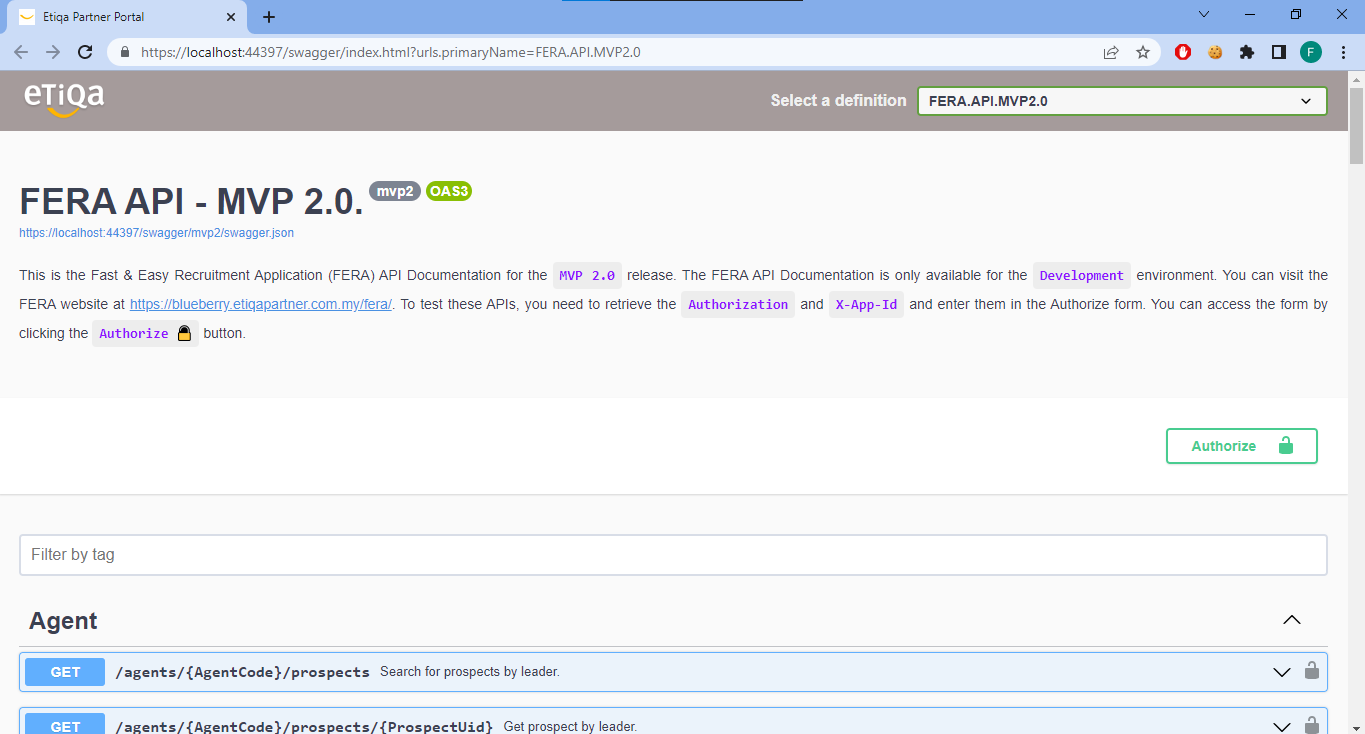 Etiqa Partner Portal
https://localhost:44397/swagger/index.html?urls.primaryName=FERA.API.MVP2.0
F
eTiQa
Select a definition
FERA.API.MVP2.0
FERA API - MVP 2.0.
mvp2
OAS3
https://localhost:44397/swagger/mvp2/swagger.json
This is the Fast & Easy Recruitment Application (FERA) API Documentation for the MVP 2.0 release. The FERA API Documentation is only available for the Development environment. You can visit the
FERA website at https://blueberry.etiqapartner.com.my/fera/. To test these APIs, you need to retrieve the Authorization and X-App-Id and enter them in the Authorize form. You can access the form by
clicking the Authorize button.
Authorize
Filter by tag
Agent
GET /agents/{AgentCode}/prospects Search for prospects by leader.
GET /agents/{AgentCode}/prospects/{ProspectUid} Get prospect by leader.